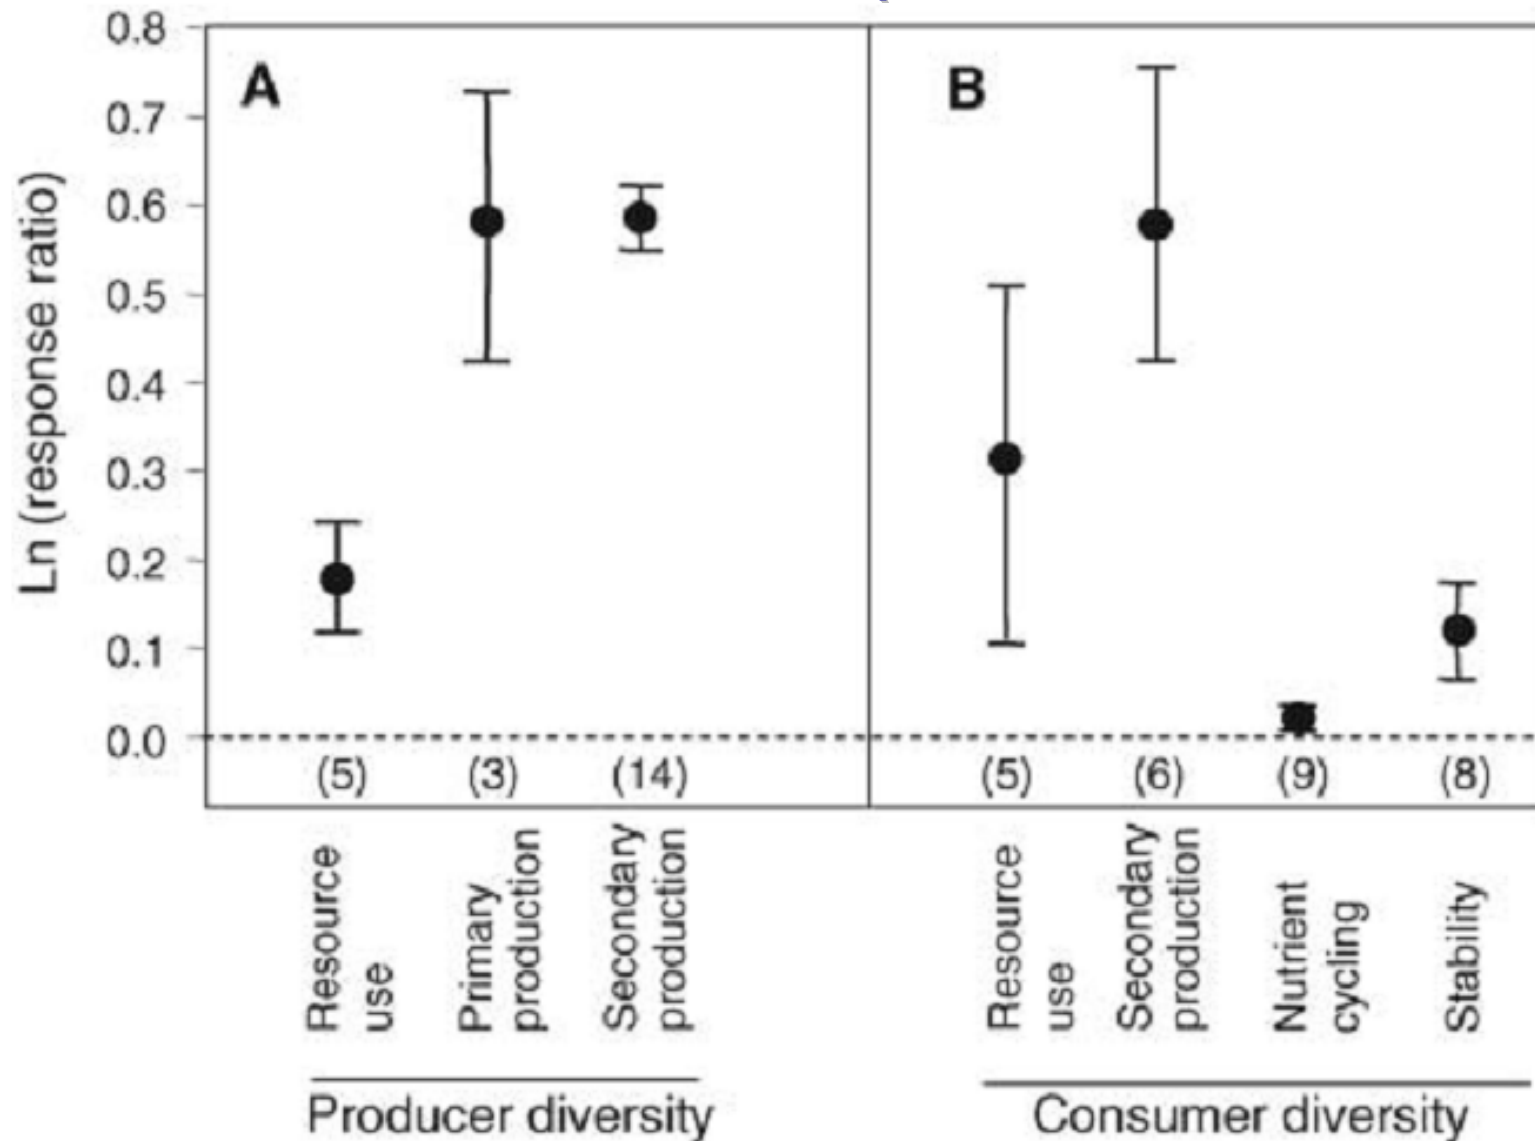 A
B
Ln (response ratio)
0.8
0.7
0.6
0.5
0.4
0.3
0.2
0.1
0.0
(5)
(3)
(14)
(5)
(6)
(9)
(8)
Resource
use
Primary
production
Secondary
production
Resource
use
Secondary
production
Nutrient
cycling
Stability
Producer diversity
Consumer diversity